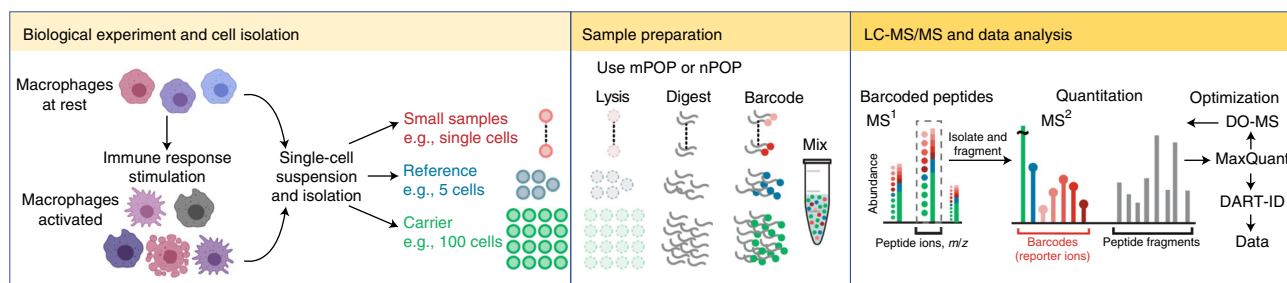 Biological experiment and cell isolation
Macrophages
at rest
Immune response
stimulation
Macrophages
activated
Single-cell
suspension
and isolation
Small samples
e.g., single cells
Reference
e.g., 5 cells
Carrier
e.g., 100 cells
Sample preparation
Use mPOP or nPOP
Lysis
Digest
Barcode
Mix
LC-MS/MS and data analysis
Barcoded peptides
MS1
Abundance
Peptide ions, m/z
Isolate and
fragment
Quantitation
MS2
Barcodes
(reporter ions)
Peptide fragments
Optimization
DO-MS
MaxQuant
DART-ID
Data